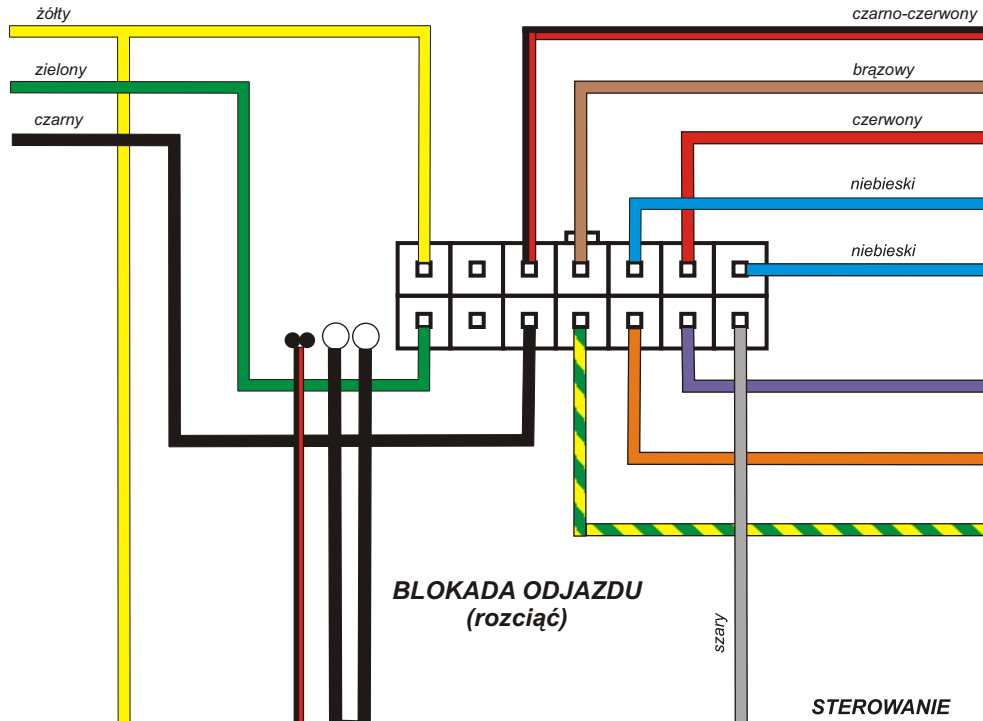 żółty
czarno-czerwony
zielony
brązowy
czarny
czerwony
niebieski
niebieski
BLOKADA ODJAZDU
(rozciąć)
szary
STEROWANIE